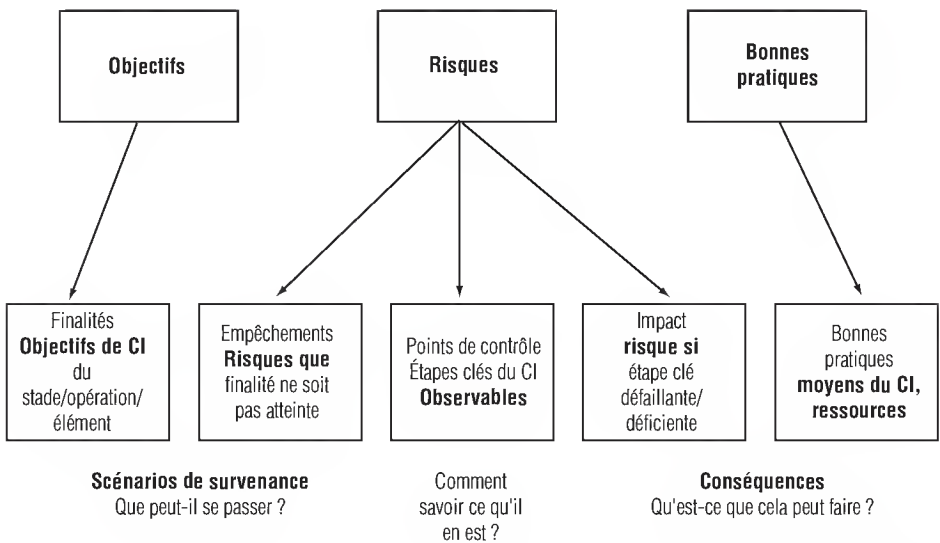 Objectifs
Risques
Bonnes
pratiques
Finalités
Objectifs de CI
du
stade/opération/
élément
Empêchements
Risques que
finalité ne soit
pas atteinte
Points de contrôle
Étapes clés du CI
Observables
Impact
risque si
étape clé
défaillante/
déficiente
Bonnes
pratiques
moyens du CI,
ressources
Scénarios de survenance
Que peut-il se passer ?
Comment
savoir ce qu'il
en est ?
Conséquences
Qu'est-ce que cela peut faire ?